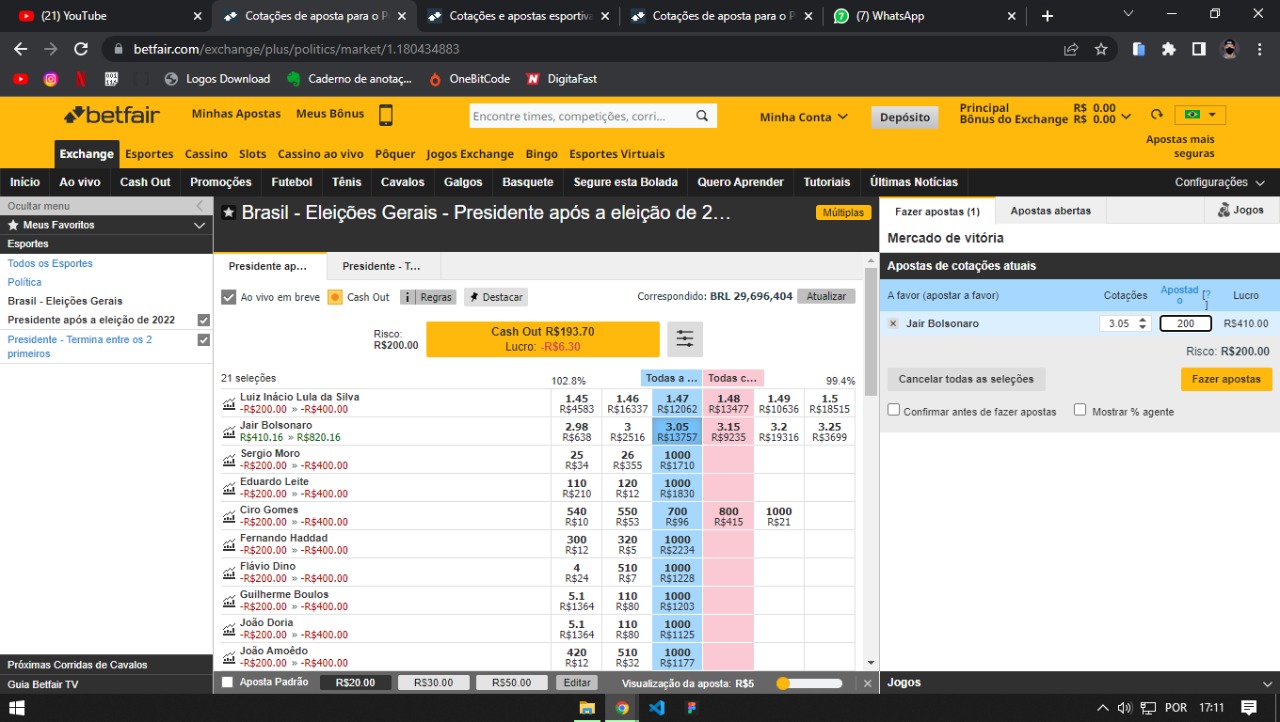 (21) YouTube
Cotações de aposta para o P
Cotações e apostas esportiva
Cotações de aposta para o P
(7) WhatsApp
betfair.com/exchange/plus/politics/market/1.180434883
Logos Download
Caderno de anotaç...
OneBitCode
DigitaFast
betfair
Minhas Apostas
Meus Bônus
Encontre times, competições, corri...
Minha Conta
Depósito
Principal R$ 0.00
Bônus do Exchange R$ 0.00
Apostas mais
seguras
Exchange Esportes Cassino Slots Cassino ao vivo Pôquer Jogos Exchange Bingo Esportes Virtuais
Início Ao vivo Cash Out Promoções Futebol Tênis Cavalos Galgos Basquete Segure esta Bolada Quero Aprender Tutoriais Últimas Notícias Configurações
Ocultar menu
Meus Favoritos
Esportes
Todos os Esportes
Política
Brasil - Eleições Gerais
Presidente após a eleição de 2022
Presidente - Termina entre os 2
primeiros
Próximas Corridas de Cavalos
Guia Betfair TV
Brasil - Eleições Gerais - Presidente após a eleição de 2...
Múltiplas
Presidente ap...
Presidente - T...
Ao vivo em breve
Cash Out
Regras
Destacar
Correspondido: BRL 29,696,404
Atualizar
Risco:
R$200.00
Cash Out R$193.70
Lucro: -R$6.30
21 seleções
102.8%
Todas a ...
Todas c...
99.4%
Luiz Inácio Lula da Silva 1.45 1.46 1.47 1.48 1.49 1.5
-R$200.00 » -R$400.00 R$4583 R$16337 R$12062 R$13477 R$10636 R$18515
Jair Bolsonaro 2.98 3 3.05 3.15 3.2 3.25
R$410.16 » R$820.16 R$638 R$2516 R$13757 R$9235 R$19316 R$3699
Sergio Moro 25 26 1000
-R$200.00 » -R$400.00 R$34 R$355 R$1710
Eduardo Leite 110 120 1000
-R$200.00 » -R$400.00 R$210 R$12 R$1830
Ciro Gomes 540 550 700 800 1000
-R$200.00 » -R$400.00 R$10 R$53 R$96 R$415 R$21
Fernando Haddad 300 320 1000
-R$200.00 » -R$400.00 R$12 R$5 R$2234
Flávio Dino 4 510 1000
-R$200.00 » -R$400.00 R$24 R$7 R$1228
Guilherme Boulos 5.1 110 1000
-R$200.00 » -R$400.00 R$1364 R$80 R$1203
João Doria 5.1 110 1000
-R$200.00 » -R$400.00 R$1364 R$80 R$1125
João Amoêdo 420 510 1000
-R$200.00 » -R$400.00 R$12 R$32 R$1177
Aposta Padrão
R$20.00
R$30.00
R$50.00
Editar
Visualização da aposta: R$5
Fazer apostas (1)
Apostas abertas
Jogos
Mercado de vitória
Apostas de cotações atuais
A favor (apostar a favor)
Cotações
Apostad
o
[?
]
Lucro
Jair Bolsonaro
3.05
200
R$410.00
Risco: R$200.00
Cancelar todas as seleções
Fazer apostas
Confirmar antes de fazer apostas
Mostrar % agente
Jogos
POR
17:11